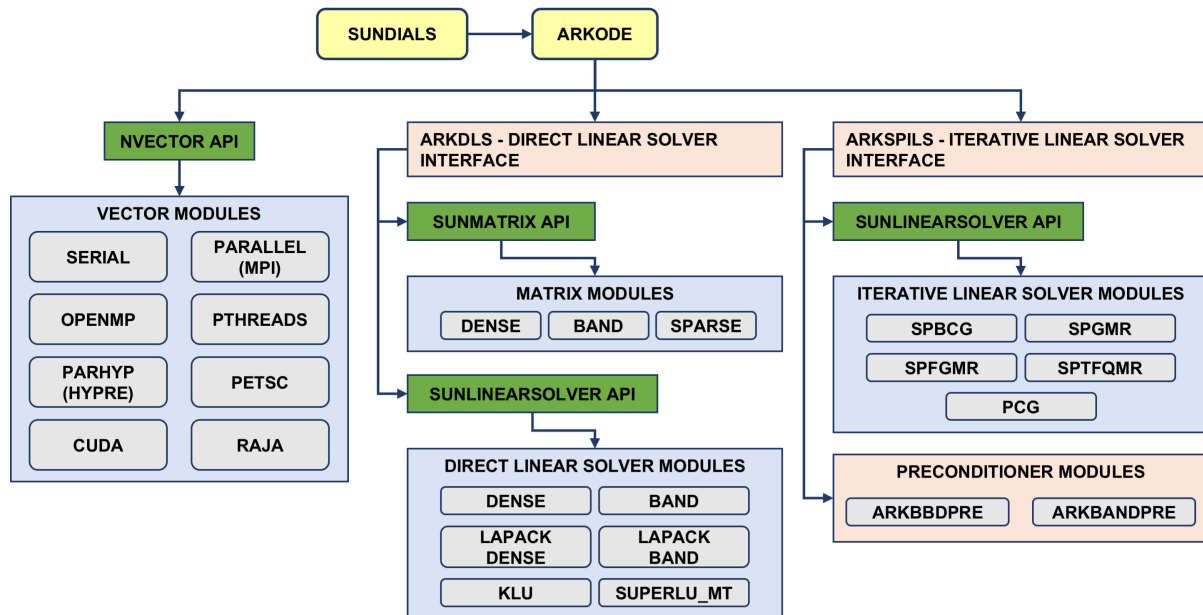 SUNDIALS
ARKODE
NVECTOR API
VECTOR MODULES
SERIAL
PARALLEL
(MPI)
OPENMP
PTHREADS
PARHYP
(HYPRE)
PETSC
CUDA
RAJA
ARKDLS - DIRECT LINEAR SOLVER
INTERFACE
SUNMATRIX API
MATRIX MODULES
DENSE
BAND
SPARSE
SUNLINEARSOLVER API
DIRECT LINEAR SOLVER MODULES
DENSE
BAND
LAPACK
DENSE
LAPACK
BAND
KLU
SUPERLU_MT
ARKSPILS - ITERATIVE LINEAR SOLVER
INTERFACE
SUNLINEARSOLVER API
ITERATIVE LINEAR SOLVER MODULES
SPBCG
SPGMR
SPFGMR
SPTFQMR
PCG
PRECONDITIONER MODULES
ARKBBDPRE
ARKBANDPRE